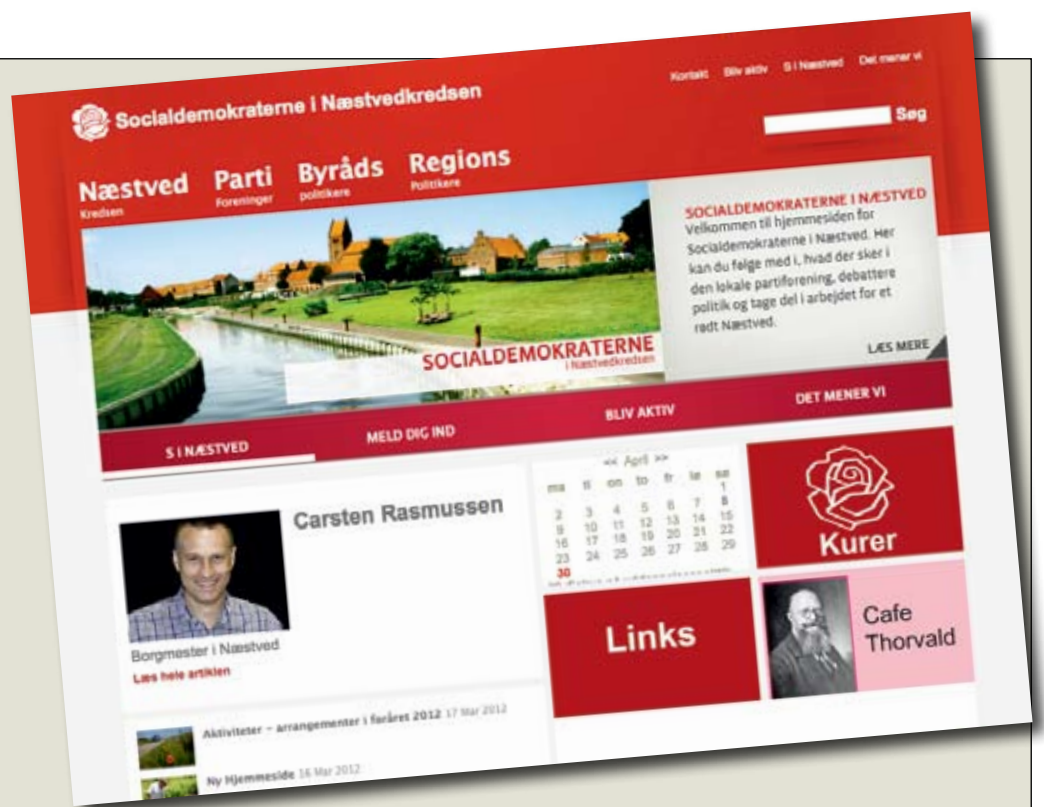 Socialdemokraterne i Næstvedkredsen
Kontakt Bliv aktiv S i Næstved Det mener vi
Søg
Næstved Parti Byråds Regions
Kredsen Foreninger politikere Politikere
SOCIALDEMOKRATERNE I NÆSTVED
Velkommen til hjemmesiden for
Socialdemokraterne i Næstved. Her
kan du følge med i, hvad der sker i
den lokale partiforening, debattere
politik og tage del i arbejdet for et
rødt Næstved.
LÆS MERE
SOCIALDEMOKRATERNE
i Næstvedkredsen
S I NÆSTVED MELD DIG IND BLIV AKTIV DET MENER VI
Carsten Rasmussen
Borgmester i Næstved
Læs hele artiklen
<< April >>
ma ti on to fr lø sø
1
2 3 4 5 6 7 8
9 10 11 12 13 14 15
16 17 18 19 20 21 22
23 24 25 26 27 28 29
30
Kurer
Links
Cafe
Thorvald
Aktiviteter – arrangementer i foråret 2012 17 Mar 2012
Ny Hjemmeside 16 Mar 2012